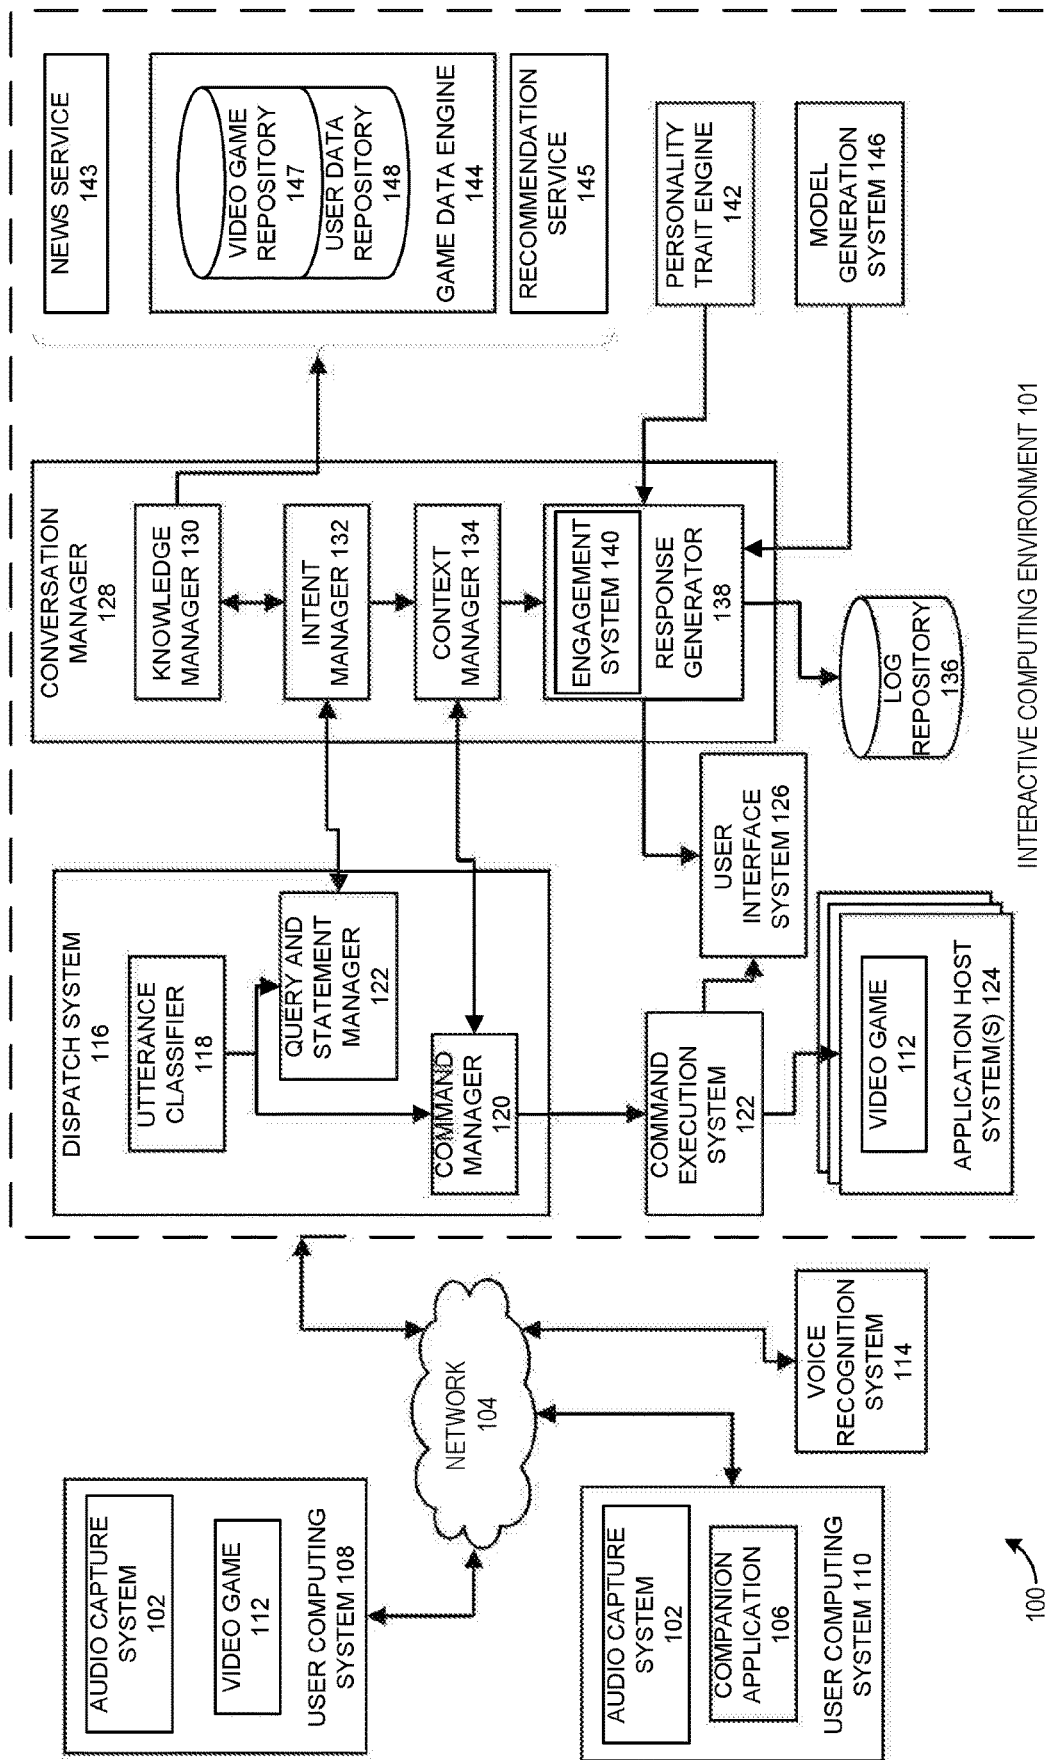 AUDIO CAPTURE
SYSTEM
102
VIDEO GAME
112
USER COMPUTING
SYSTEM 108
AUDIO CAPTURE
SYSTEM
102
COMPANION
APPLICATION
106
USER COMPUTING
SYSTEM 110
100
NETWORK
104
VOICE
RECOGNITION
SYSTEM
114
DISPATCH SYSTEM
116
UTTERANCE
CLASSIFIER
118
QUERY AND
STATEMENT
MANAGER
122
COMMAND
MANAGER
120
COMMAND
EXECUTION
SYSTEM
122
USER
INTERFACE
SYSTEM 126
VIDEO GAME
112
APPLICATION HOST
SYSTEM(S) 124
CONVERSATION
MANAGER
128
KNOWLEDGE
MANAGER 130
INTENT
MANAGER 132
CONTEXT
MANAGER 134
ENGAGEMENT
SYSTEM 140
RESPONSE
GENERATOR
138
LOG
REPOSITORY
136
NEWS SERVICE
143
VIDEO GAME
REPOSITORY
147
USER DATA
REPOSITORY
148
GAME DATA ENGINE
144
RECOMMENDATION
SERVICE
145
PERSONALITY
TRAIT ENGINE
142
MODEL
GENERATION
SYSTEM 146
INTERACTIVE COMPUTING ENVIRONMENT 101